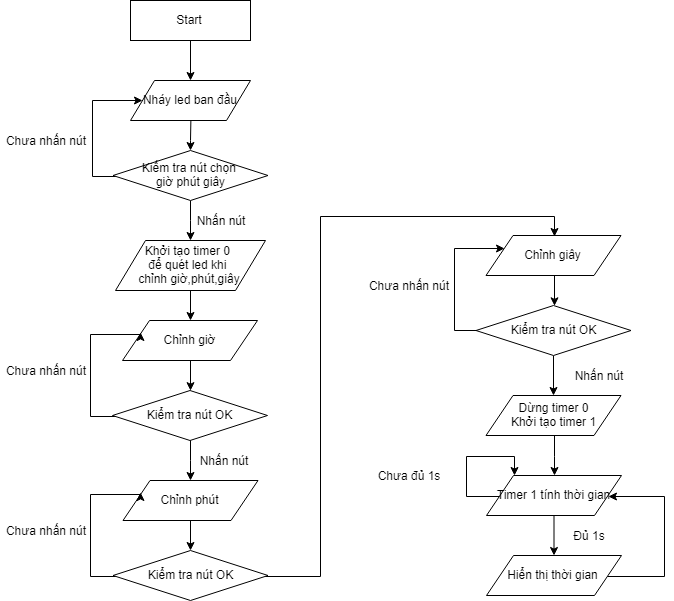 Start
Nháy led ban đầu
Chưa nhấn nút
Kiểm tra nút chọn
giờ phút giây
Nhấn nút
Khởi tạo timer 0
để quét led khi
chỉnh giờ,phút,giây
Chỉnh giờ
Chưa nhấn nút
Kiểm tra nút OK
Nhấn nút
Chỉnh phút
Chưa nhấn nút
Kiểm tra nút OK
Chỉnh giây
Chưa nhấn nút
Kiểm tra nút OK
Nhấn nút
Dừng timer 0
Khởi tạo timer 1
Chưa đủ 1s
Timer 1 tính thời gian
Đủ 1s
Hiển thị thời gian